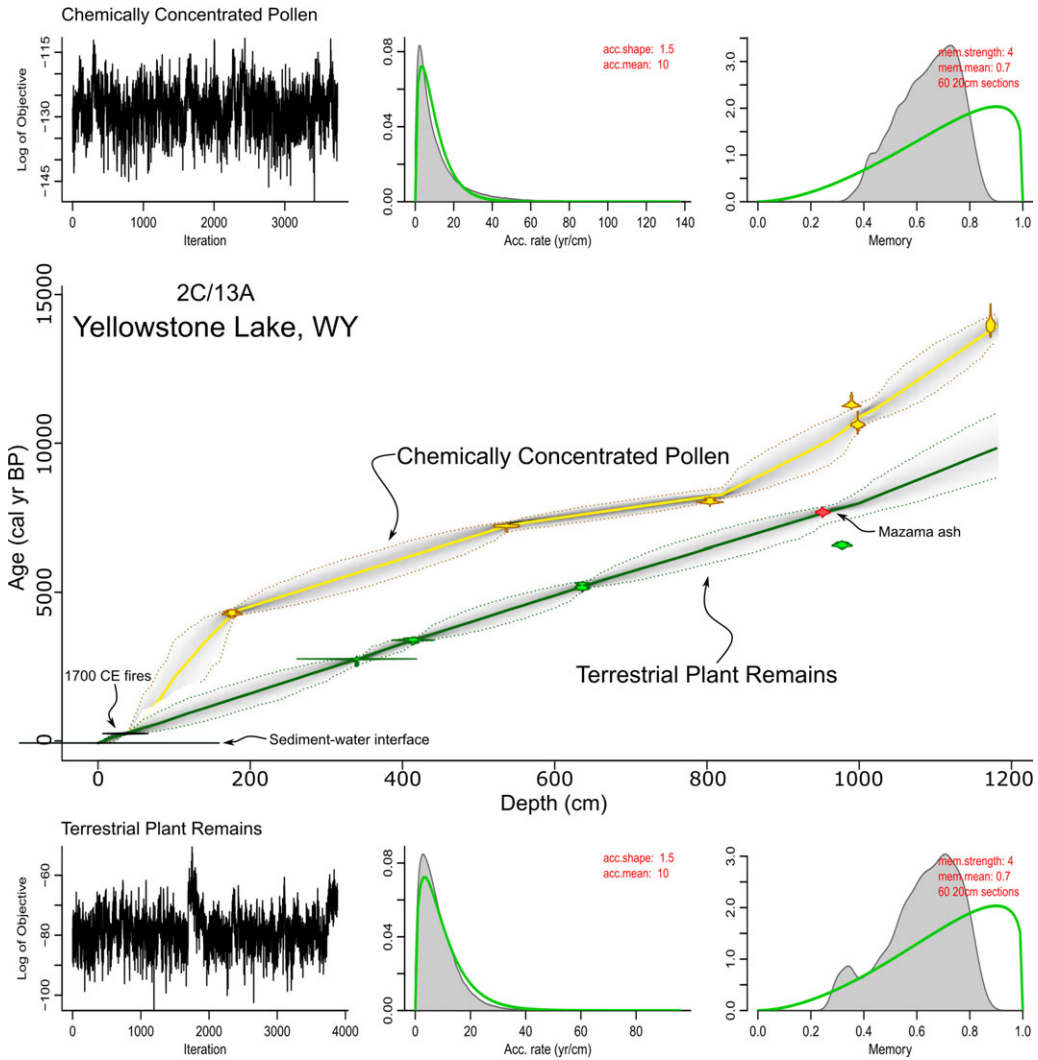 Chemically Concentrated Pollen
Log of Objective
−115
−130
−145
0 1000 2000 3000
Iteration
acc.shape: 1.5
acc.mean: 10
0.00 0.04 0.08
0 20 40 60 80 100 120 140
Acc. rate (yr/cm)
mem.strength: 4
mem.mean: 0.7
60 20cm sections
0.0 1.0 2.0 3.0
0.0 0.2 0.4 0.6 0.8 1.0
Memory
2C/13A
Yellowstone Lake, WY
Age (cal yr BP)
15000
10000
5000
0
Chemically Concentrated Pollen
Mazama ash
Terrestrial Plant Remains
1700 CE fires
Sediment-water interface
0 200 400 600 800 1000 1200
Depth (cm)
Terrestrial Plant Remains
Log of Objective
−60
−80
−100
0 1000 2000 3000 4000
Iteration
acc.shape: 1.5
acc.mean: 10
0.00 0.04 0.08
0 20 40 60 80
Acc. rate (yr/cm)
mem.strength: 4
mem.mean: 0.7
60 20cm sections
0.0 1.0 2.0 3.0
0.0 0.2 0.4 0.6 0.8 1.0
Memory